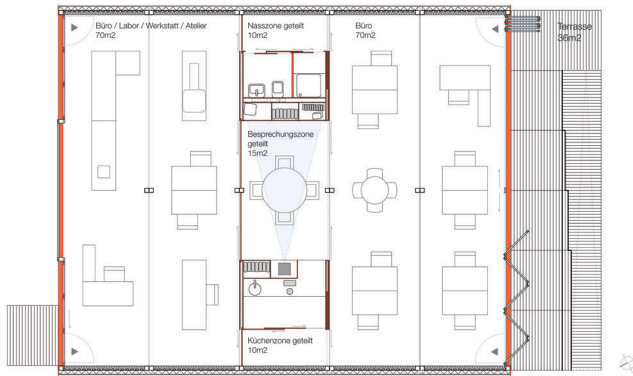 Büro / Labor / Werkstatt / Atelier
70m2
Nasszone geteilt
10m2
Büro
70m2
Terrasse
36m2
Besprechungszone
geteilt
15m2
Küchenzone geteilt
10m2